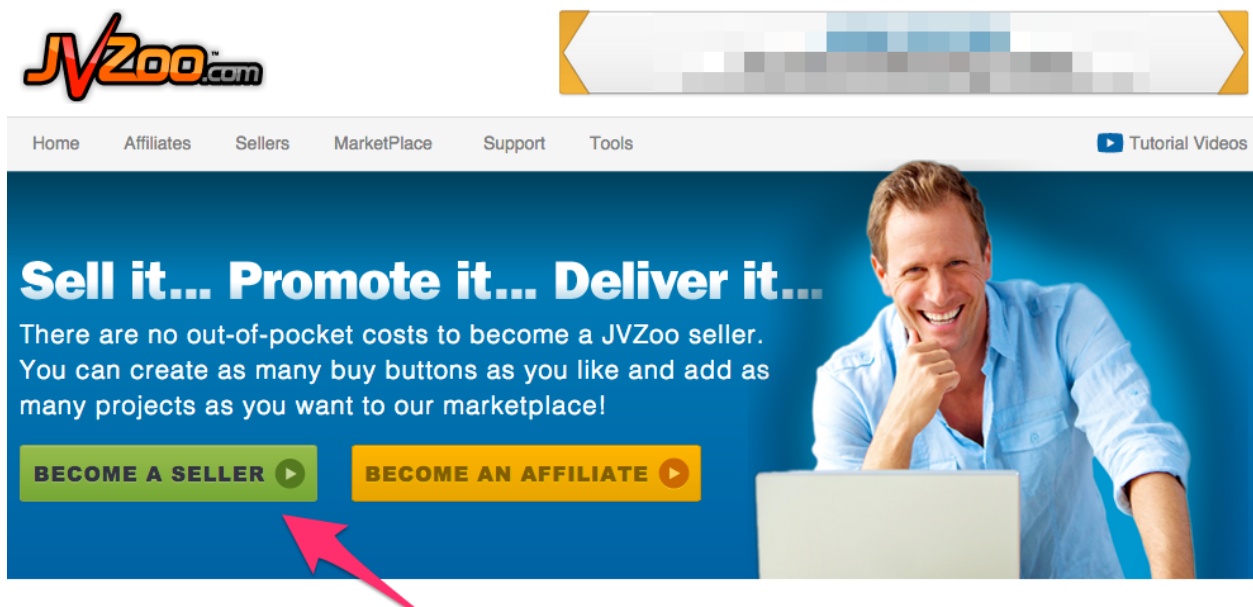 JVZoo.com™
Home Affiliates Sellers MarketPlace Support Tools Tutorial Videos
Sell it... Promote it... Deliver it...
There are no out-of-pocket costs to become a JVZoo seller.
You can create as many buy buttons as you like and add as
many projects as you want to our marketplace!
BECOME A SELLER BECOME AN AFFILIATE